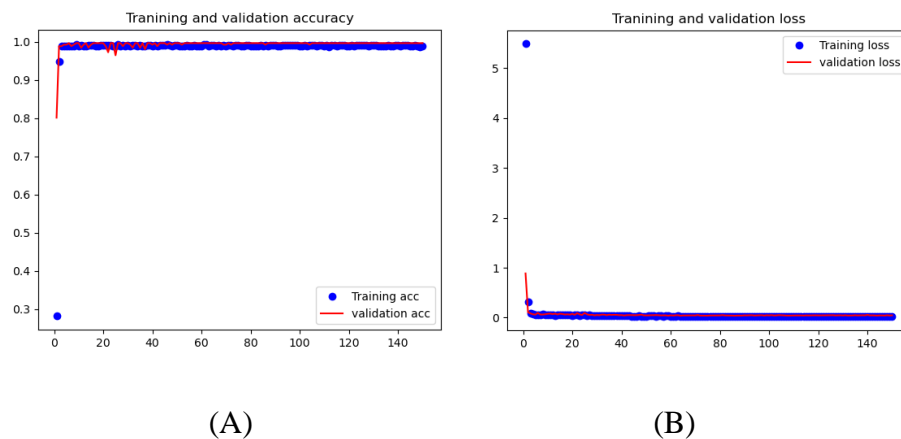 Tranining and validation accuracy
1.0
0.9
0.8
0.7
0.6
0.5
0.4
0.3
0 20 40 60 80 100 120 140
Training acc
validation acc
(A)
Tranining and validation loss
5
4
3
2
1
0
0 20 40 60 80 100 120 140
Training loss
validation loss
(B)